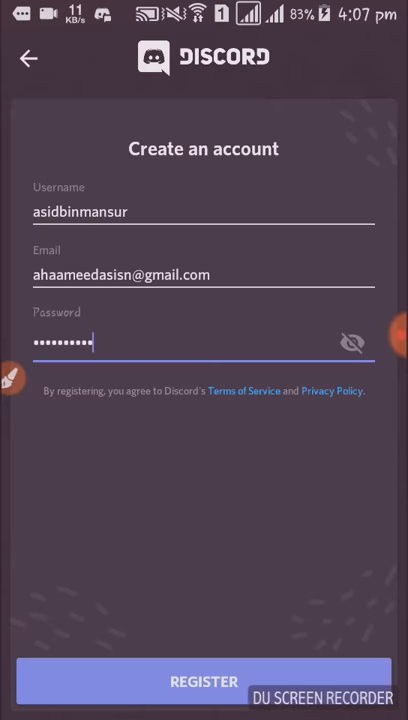 11
KB/s
1
83%
4:07 pm
DISCORD
Create an account
Username
asidbinmansur
Email
ahaameedasisn@gmail.com
Password
••••••••••
By registering, you agree to Discord's Terms of Service and Privacy Policy.
REGISTER
DU SCREEN RECORDER